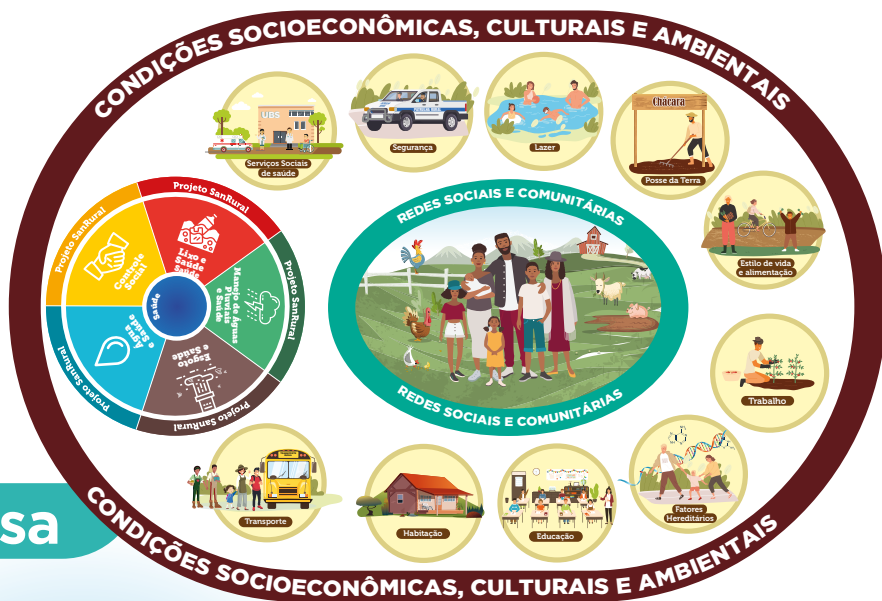 CONDIÇÕES SOCIOECONÔMICAS, CULTURAIS E AMBIENTAIS
UBS
Serviços Sociais
de saúde
Segurança
Lazer
Chácara
Posse da Terra
Estilo de vida
e alimentação
Trabalho
Fatores
Hereditários
Educação
Habitação
Transporte
REDES SOCIAIS E COMUNITÁRIAS
REDES SOCIAIS E COMUNITÁRIAS
Projeto SanRural
Projeto SanRural
Projeto SanRural
Projeto SanRural
Projeto SanRural
Controle
Social
Lixo e
Saúde
Saúde
Manejo de Águas
Pluviais
e Saúde
Esgoto
e Saúde
Água
e
Saúde
Saúde
sa
CONDIÇÕES SOCIOECONÔMICAS, CULTURAIS E AMBIENTAIS